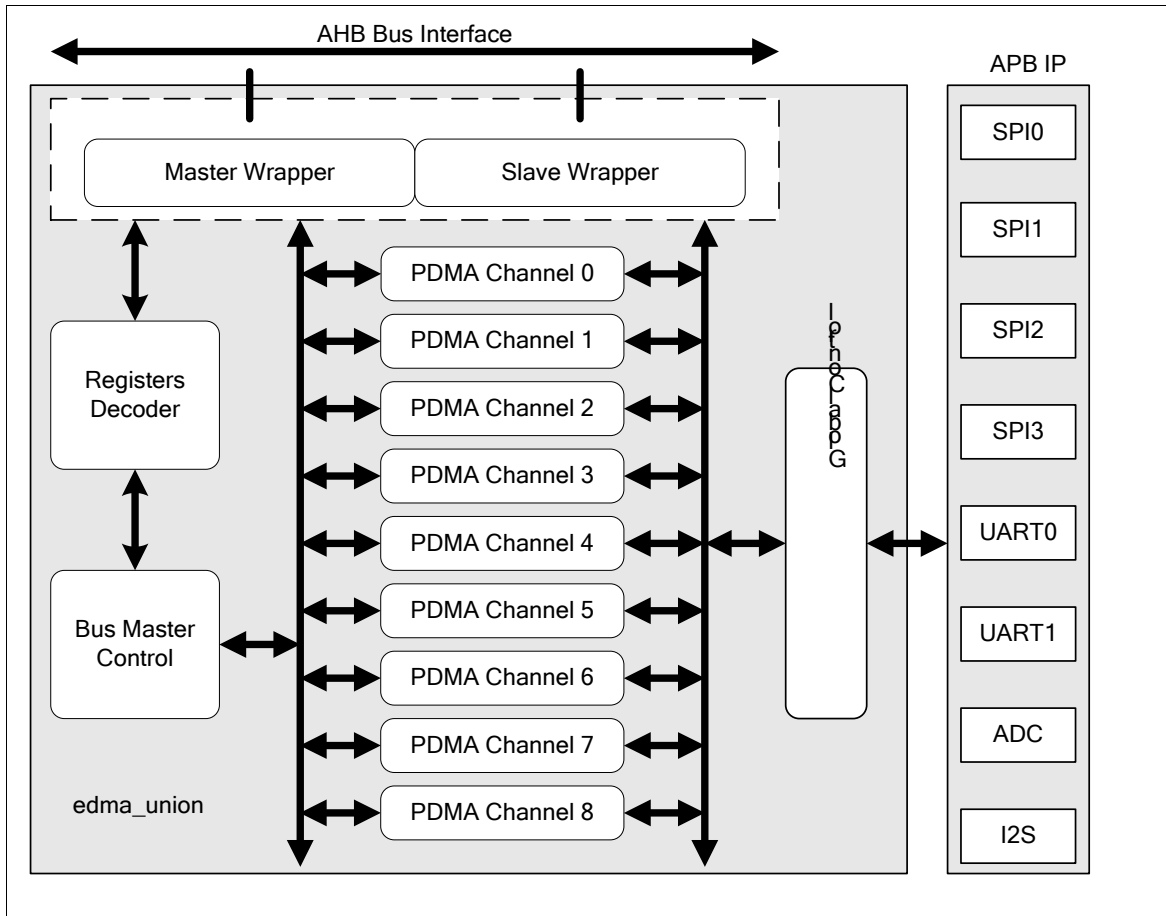 AHB Bus Interface
APB IP
Master Wrapper
Slave Wrapper
SPI0
SPI1
SPI2
SPI3
UART0
UART1
ADC
I2S
PDMA Channel 0
PDMA Channel 1
PDMA Channel 2
PDMA Channel 3
PDMA Channel 4
PDMA Channel 5
PDMA Channel 6
PDMA Channel 7
PDMA Channel 8
Registers
Decoder
Bus Master
Control
Global Control
edma_union